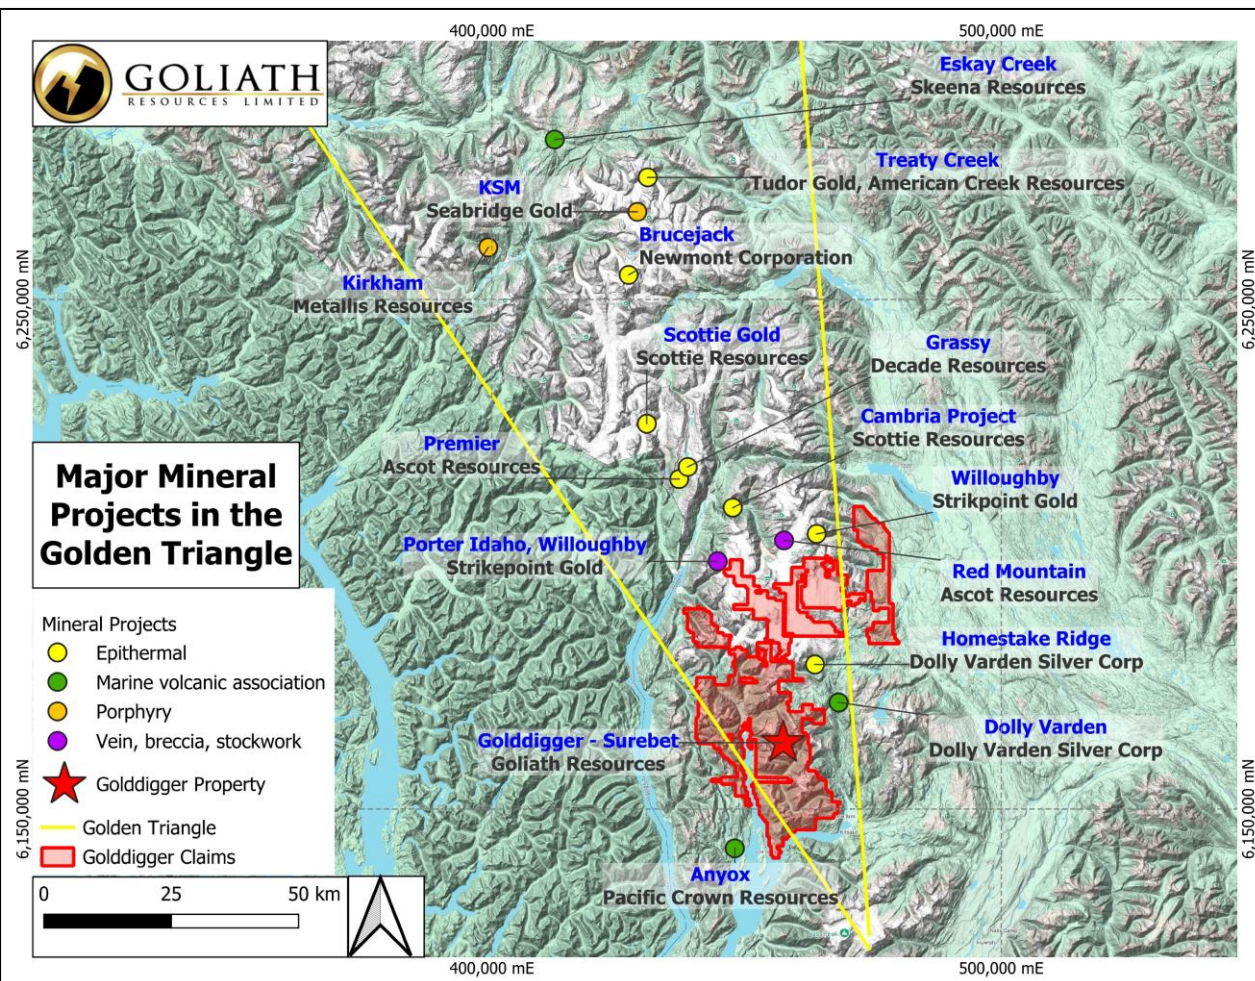 400,000 mE
500,000 mE
GOLIATH
RESOURCES LIMITED
Eskay Creek
Skeena Resources
Treaty Creek
Tudor Gold, American Creek Resources
KSM
Seabridge Gold
Brucejack
Newmont Corporation
Kirkham
Metallis Resources
6,250,000 mN
6,250,000 mN
Scottie Gold
Scottie Resources
Grassy
Decade Resources
Cambria Project
Scottie Resources
Premier
Ascot Resources
Willoughby
Strikpoint Gold
Major Mineral
Projects in the
Golden Triangle
Porter Idaho, Willoughby
Strikepoint Gold
Red Mountain
Ascot Resources
Homestake Ridge
Dolly Varden Silver Corp
Dolly Varden
Dolly Varden Silver Corp
Golddigger - Surebet
Goliath Resources
Mineral Projects
Epithermal
Marine volcanic association
Porphyry
Vein, breccia, stockwork
Golddigger Property
Golden Triangle
Golddigger Claims
6,150,000 mN
6,150,000 mN
Anyox
Pacific Crown Resources
0 25 50 km
400,000 mE
500,000 mE